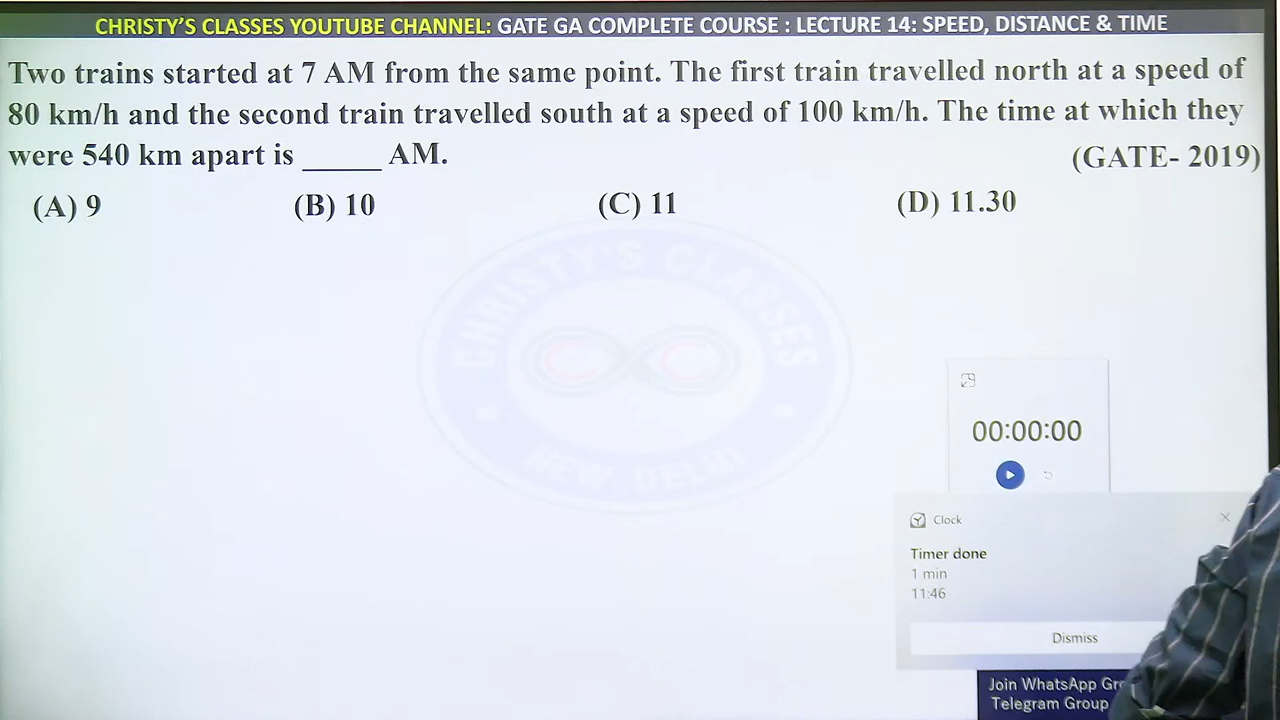 CHRISTY'S CLASSES YOUTUBE CHANNEL: GATE GA COMPLETE COURSE : LECTURE 14: SPEED, DISTANCE & TIME
Two trains started at 7 AM from the same point. The first train travelled north at a speed of
80 km/h and the second train travelled south at a speed of 100 km/h. The time at which they
were 540 km apart is _____ AM.
(GATE- 2019)
(A) 9 (B) 10 (C) 11 (D) 11.30
CHRISTY'S CLASSES
NEW DELHI
00:00:00
Clock
Timer done
1 min
11:46
Dismiss
Join WhatsApp
Telegram Group